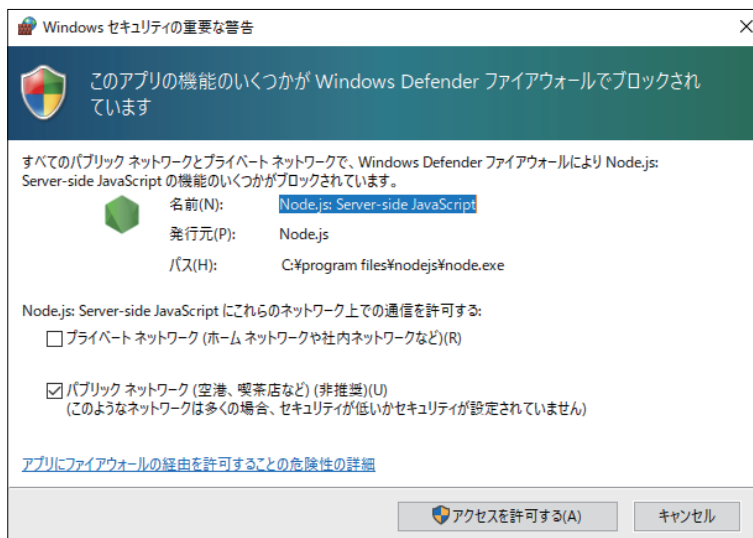 Windows セキュリティの重要な警告
このアプリの機能のいくつかが Windows Defender ファイアウォールでブロックされ
ています
すべてのパブリック ネットワークとプライベート ネットワークで、Windows Defender ファイアウォールにより Node.js:
Server-side JavaScript の機能のいくつかがブロックされています。
名前(N): Node.js: Server-side JavaScript
発行元(P): Node.js
パス(H): C:¥program files¥nodejs¥node.exe
Node.js: Server-side JavaScript にこれらのネットワーク上での通信を許可する:
プライベート ネットワーク (ホーム ネットワークや社内ネットワークなど)(R)
パブリック ネットワーク (空港、喫茶店など) (非推奨)(U)
(このようなネットワークは多くの場合、セキュリティが低いかセキュリティが設定されていません)
アプリにファイアウォールの経由を許可することの危険性の詳細
アクセスを許可する(A) キャンセル